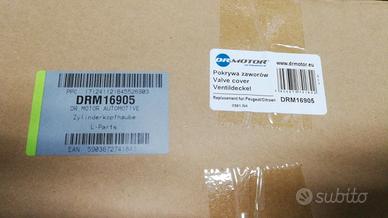 PPC
DRM16905
DR MOTOR AUTOMOTIVE
Zylinderkopfhaube
L-Parts
EAN:
DR MOTOR
www.drmotor.eu
Pokrywa zaworów
Valve cover
Ventildeckel
Replacement for Peugeot/Citroen
DRM16905
subito